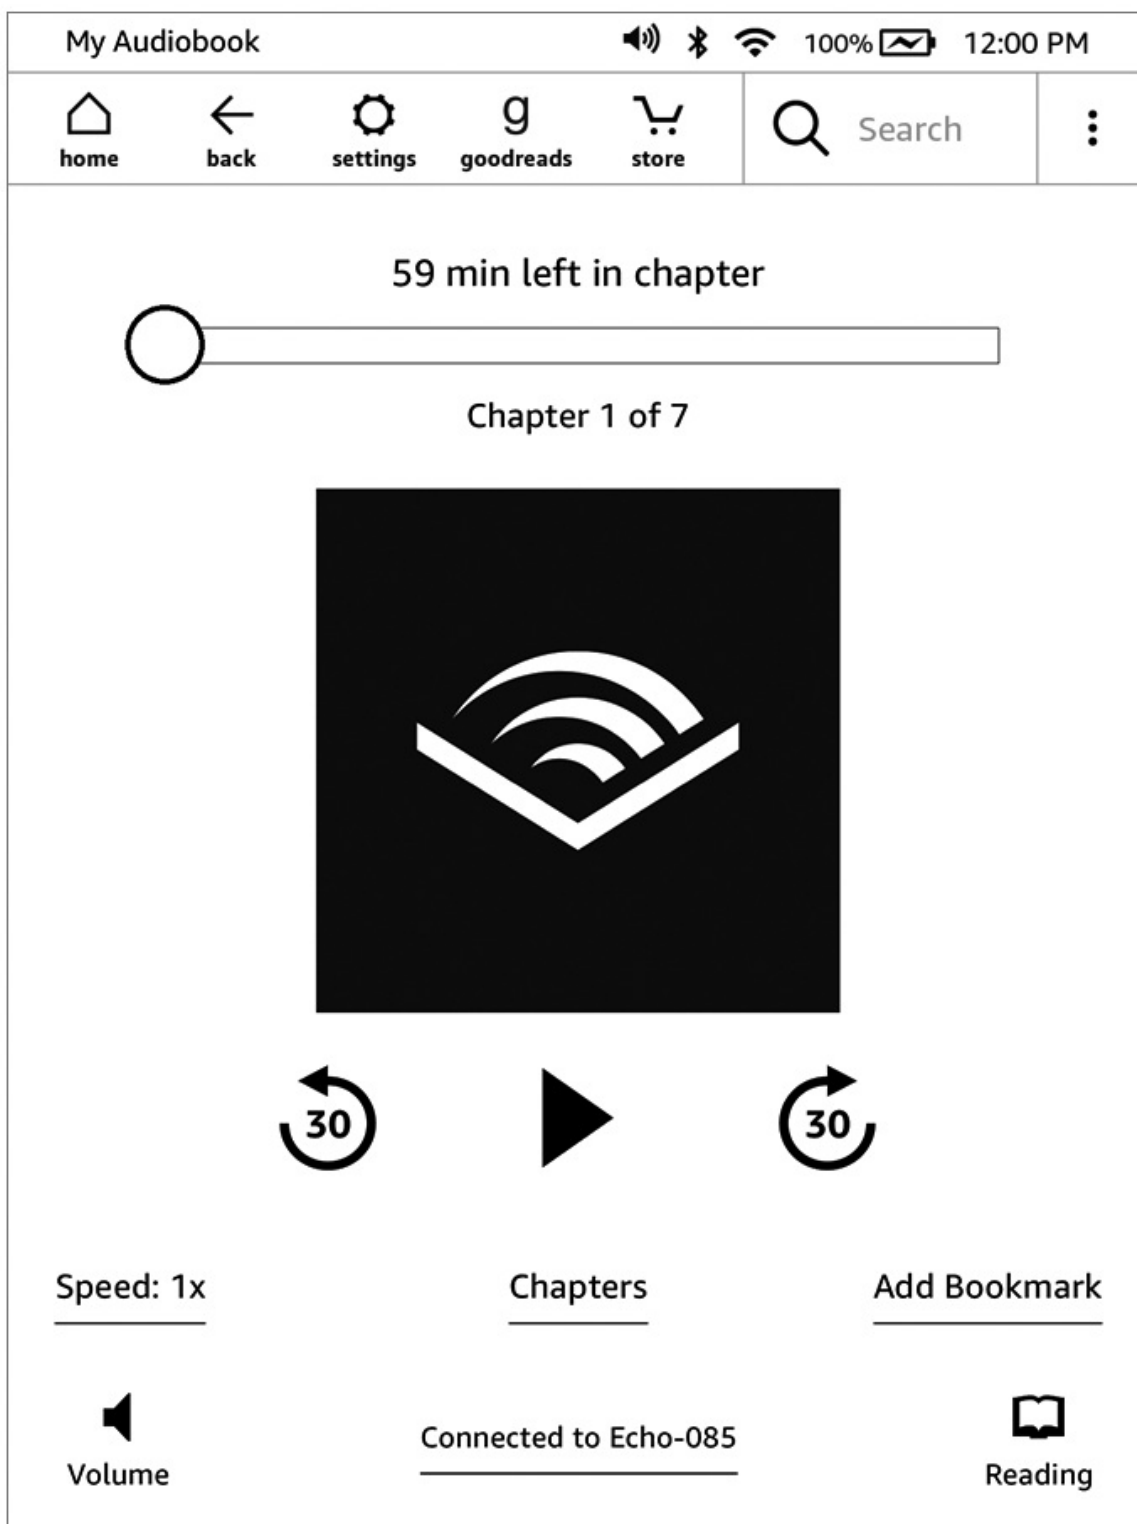 My Audiobook 100% 12:00 PM
home back settings goodreads store Search
59 min left in chapter
Chapter 1 of 7
30 30
Speed: 1x Chapters Add Bookmark
Connected to Echo-085
Volume Reading